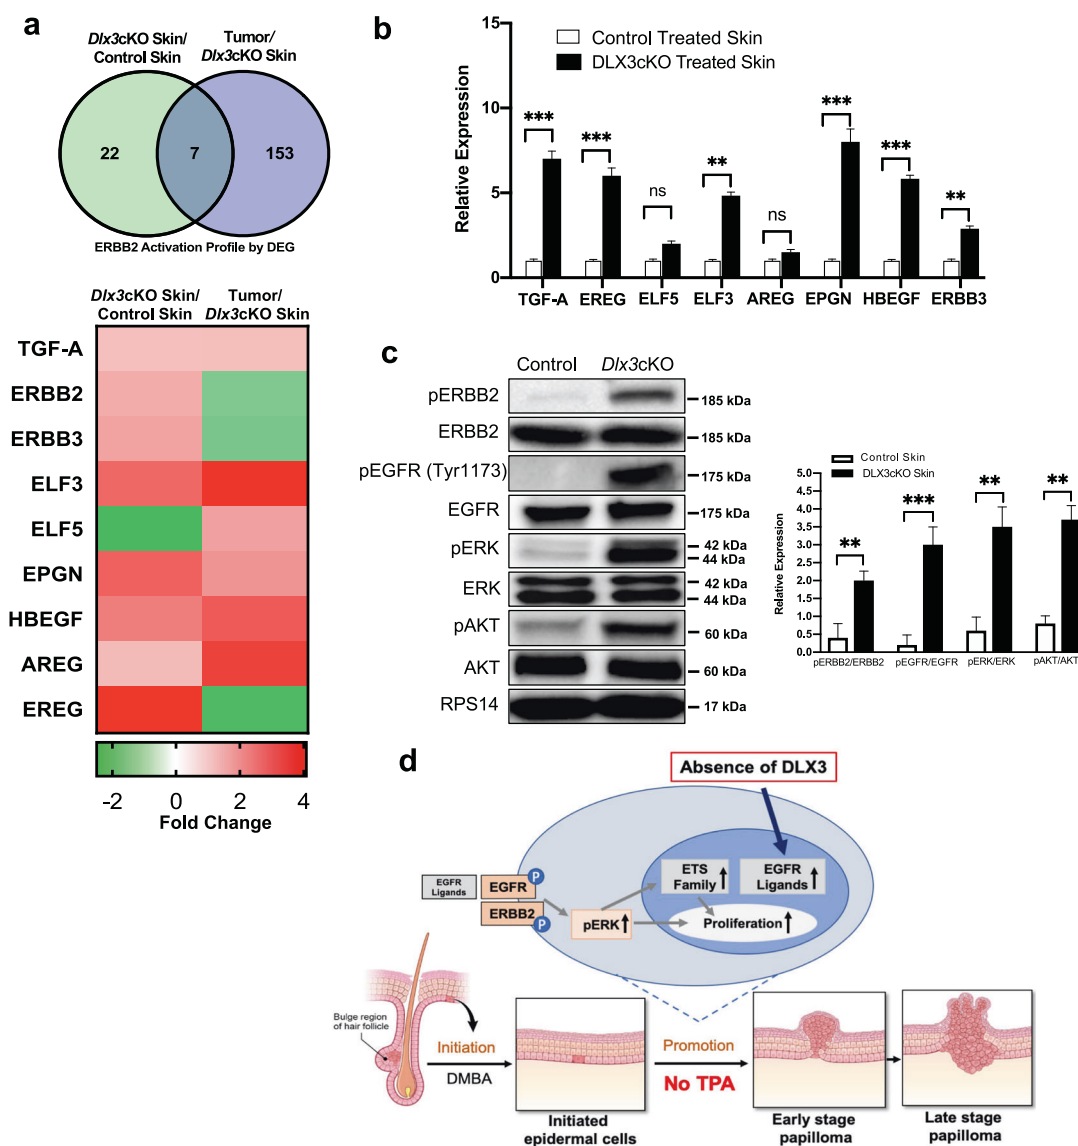 a
Dlx3cKO Skin/
Control Skin
Tumor/
Dlx3cKO Skin
22
7
153
ERBB2 Activation Profile by DEG
Dlx3cKO Skin/
Control Skin
Tumor/
Dlx3cKO Skin
TGF-A
ERBB2
ERBB3
ELF3
ELF5
EPGN
HBEGF
AREG
EREG
-2
0
2
4
Fold Change
b
Control Treated Skin
DLX3cKO Treated Skin
Relative Expression
15
10
5
0
***
***
ns
**
ns
***
***
**
TGF-A
EREG
ELF5
ELF3
AREG
EPGN
HBEGF
ERBB3
c
Control
Dlx3cKO
pERBB2
185 kDa
ERBB2
185 kDa
pEGFR (Tyr1173)
175 kDa
EGFR
175 kDa
pERK
42 kDa
44 kDa
ERK
42 kDa
44 kDa
pAKT
60 kDa
AKT
60 kDa
RPS14
17 kDa
Control Skin
DLX3cKO Skin
Relative Expression
5.0
4.5
4.0
3.5
3.0
2.5
2.0
1.5
1.0
0.5
0.0
**
***
**
**
pERBB2/ERBB2
pEGFR/EGFR
pERK/ERK
pAKT/AKT
d
Absence of DLX3
ETS
Family
EGFR
Ligands
EGFR
Ligands
EGFR
P
ERBB2
P
pERK
Proliferation
Bulge region
of hair follicle
Initiation
DMBA
Promotion
No TPA
Initiated
epidermal cells
Early stage
papilloma
Late stage
papilloma